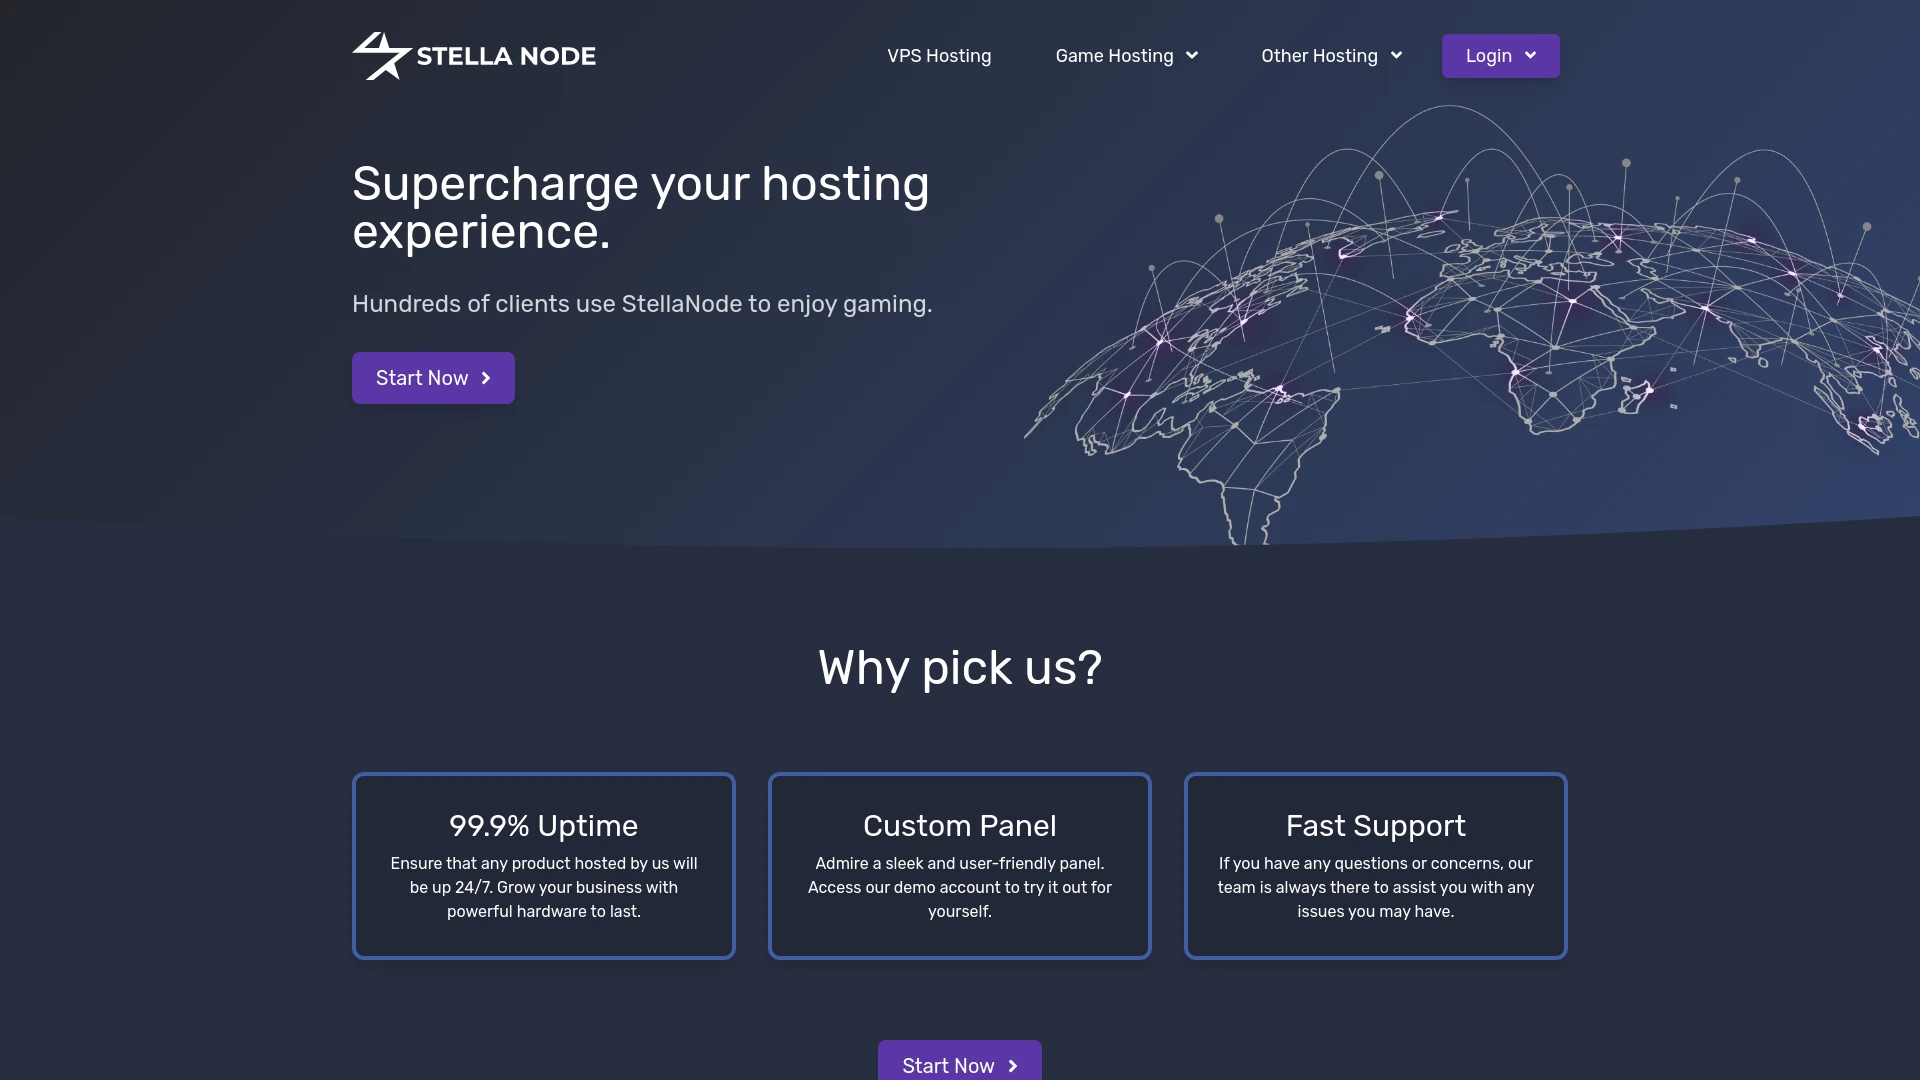 STELLA NODE
VPS Hosting
Game Hosting
Other Hosting
Login
Supercharge your hosting
experience.
Hundreds of clients use StellaNode to enjoy gaming.
Start Now
Why pick us?
99.9% Uptime
Ensure that any product hosted by us will
be up 24/7. Grow your business with
powerful hardware to last.
Custom Panel
Admire a sleek and user-friendly panel.
Access our demo account to try it out for
yourself.
Fast Support
If you have any questions or concerns, our
team is always there to assist you with any
issues you may have.
Start Now